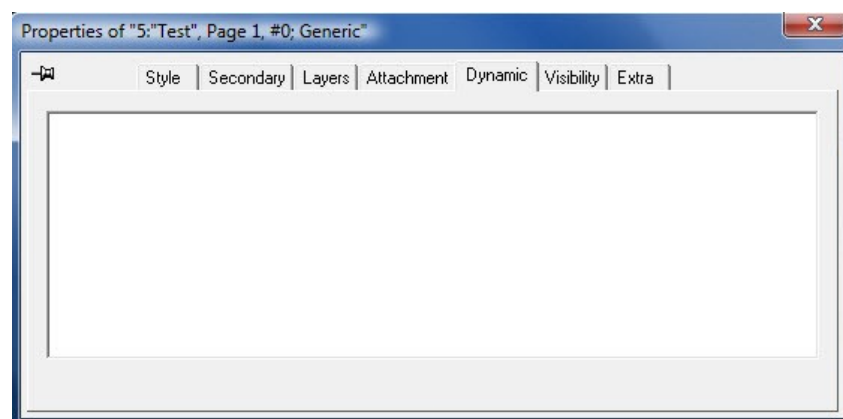 Properties of "5:"Test", Page 1, #0; Generic"
Style Secondary Layers Attachment Dynamic Visibility Extra